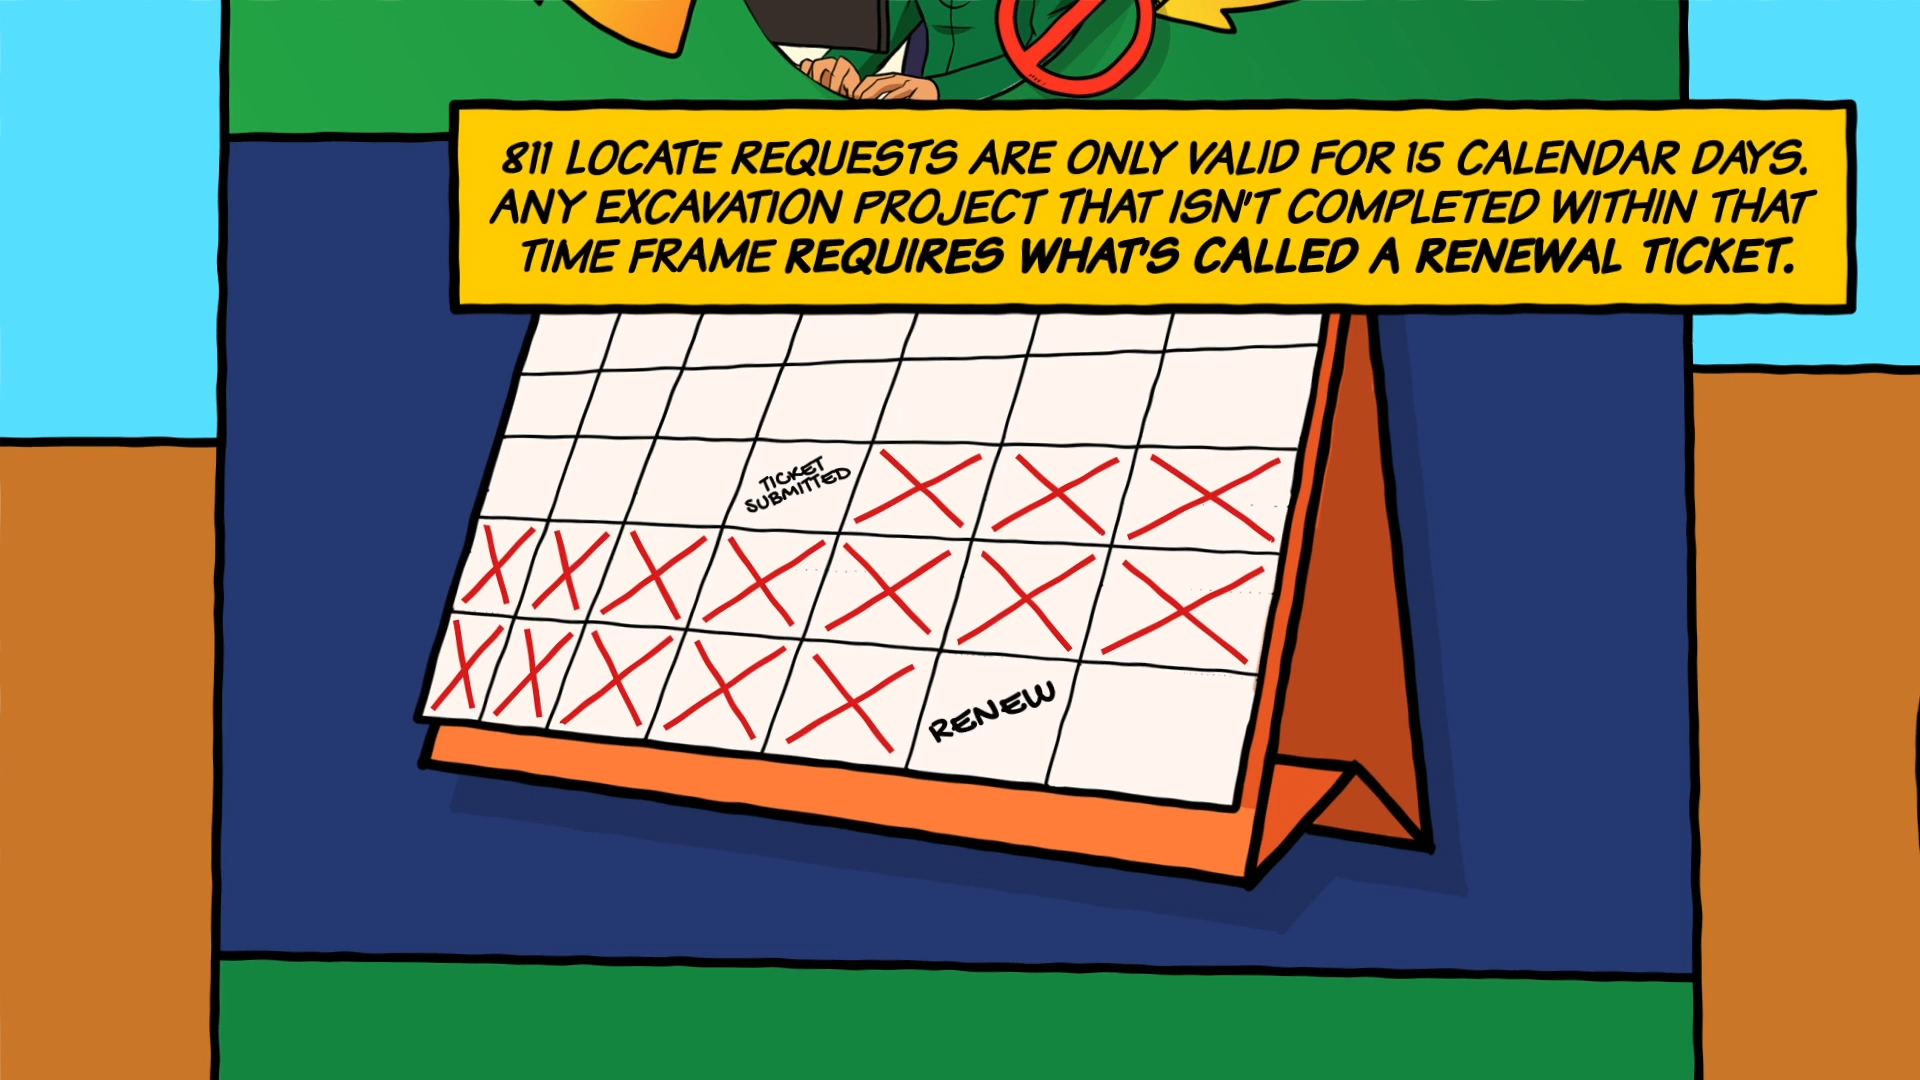 811 LOCATE REQUESTS ARE ONLY VALID FOR 15 CALENDAR DAYS.
ANY EXCAVATION PROJECT THAT ISN'T COMPLETED WITHIN THAT
TIME FRAME REQUIRES WHAT'S CALLED A RENEWAL TICKET.
TICKET
SUBMITTED
RENEW